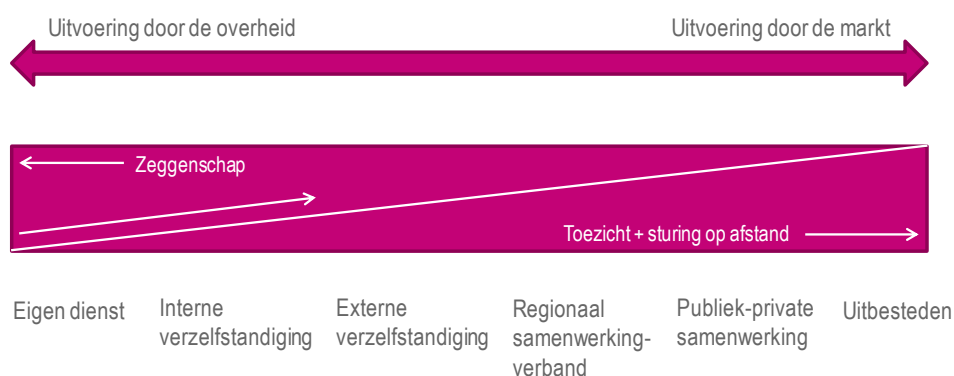 Uitvoering door de overheid
Uitvoering door de markt
Zeggenschap
Toezicht + sturing op afstand
Eigen dienst
Interne
verzelfstandiging
Externe
verzelfstandiging
Regionaal
samenwerking-
verband
Publiek-private
samenwerking
Uitbesteden